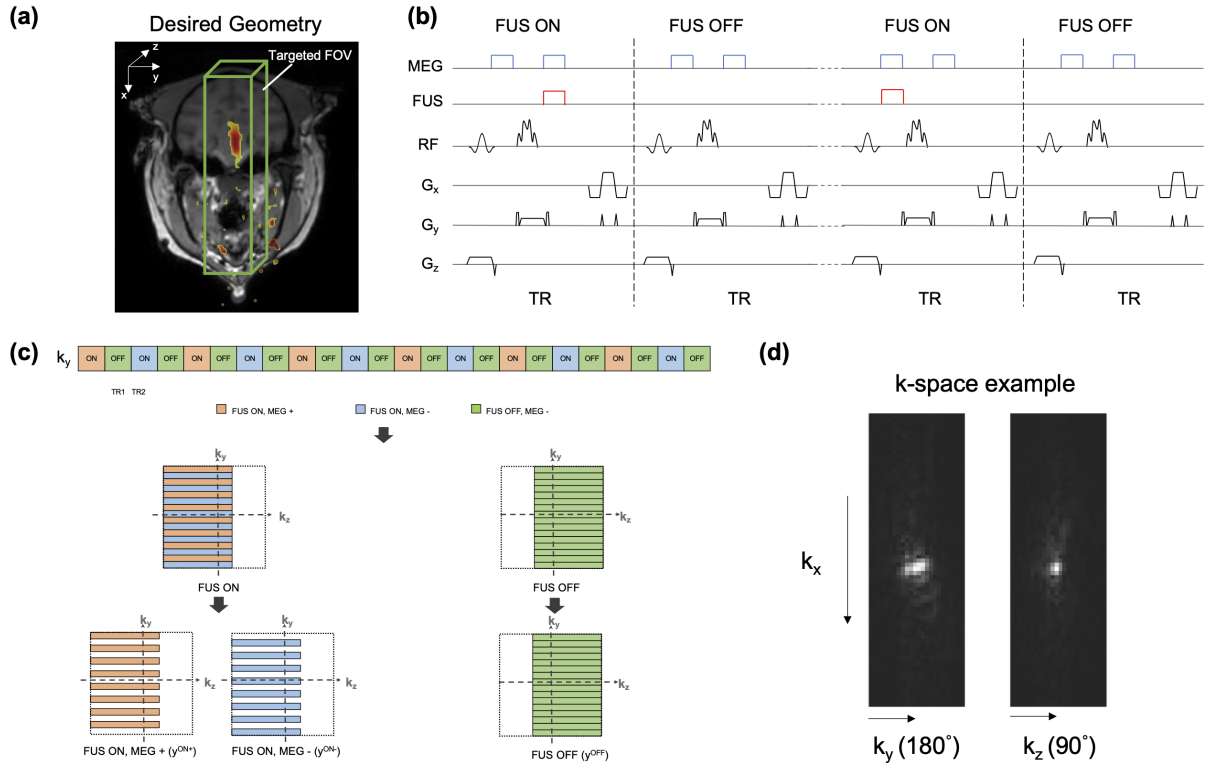 (a)
Desired Geometry
Targeted FOV
z
y
x
(b)
FUS ON
FUS OFF
FUS ON
FUS OFF
MEG
FUS
RF
Gx
Gy
Gz
TR
TR
TR
TR
(c)
ky
ON OFF ON OFF ON OFF ON OFF ON OFF ON OFF ON OFF ON OFF ON OFF ON OFF ON OFF ON OFF
TR1 TR2
FUS ON, MEG +
FUS ON, MEG -
FUS OFF, MEG -
ky
kz
FUS ON
ky
kz
FUS OFF
ky
kz
FUS ON, MEG + (yON+)
ky
kz
FUS ON, MEG - (yON-)
ky
kz
FUS OFF (yOFF)
(d)
k-space example
kx
ky (180°)
kz (90°)